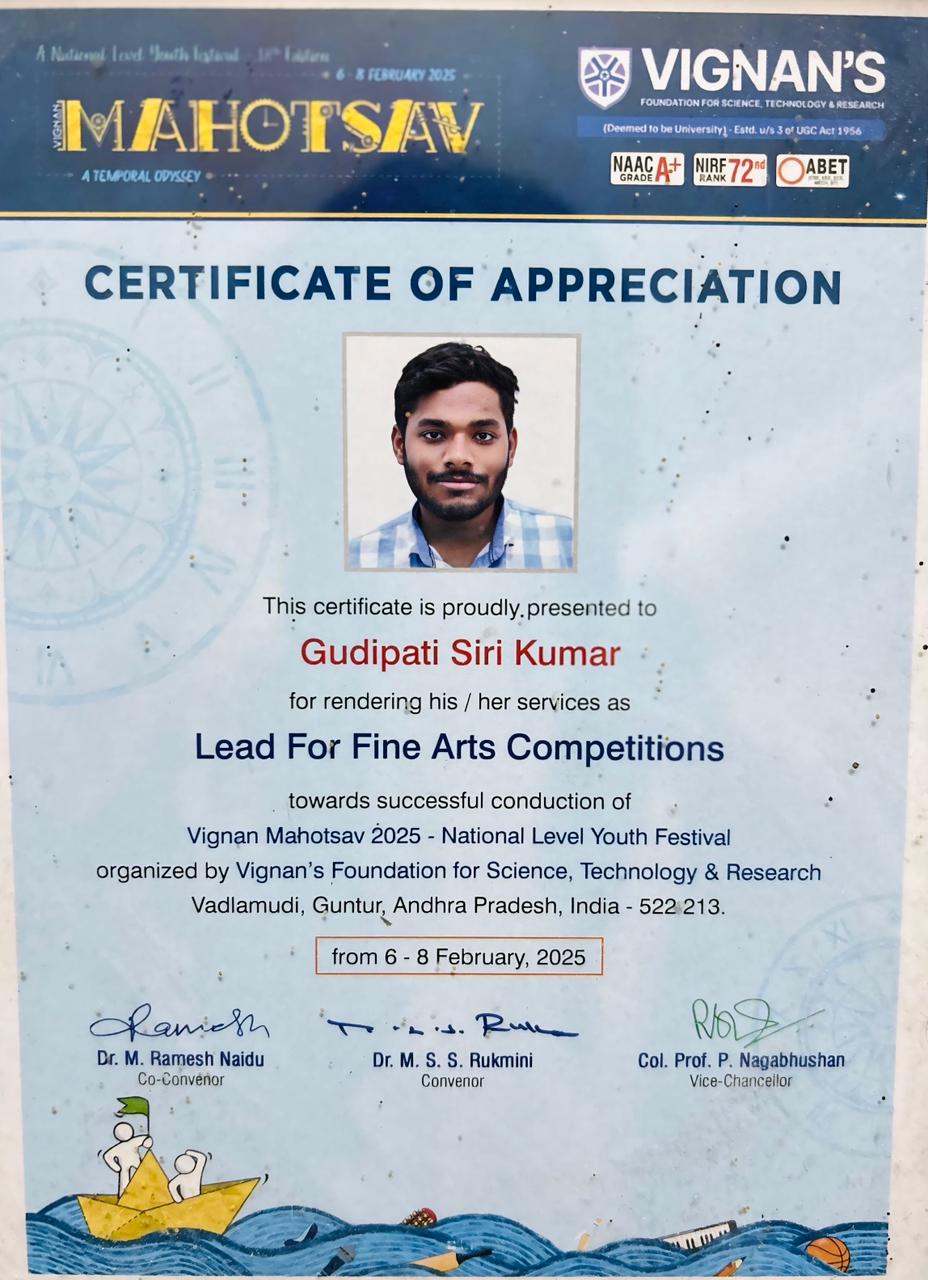 A National Level Youth Festival - 18th Edition
6 - 8 FEBRUARY 2025
VIGNAN
MAHOTSAV
A TEMPORAL ODYSSEY
VIGNAN'S
FOUNDATION FOR SCIENCE, TECHNOLOGY & RESEARCH
(Deemed to be University) - Estd. u/s 3 of UGC Act 1956
NAAC GRADE A+
NIRF RANK 72nd
ABET
CERTIFICATE OF APPRECIATION
This certificate is proudly presented to
Gudipati Siri Kumar
for rendering his / her services as
Lead For Fine Arts Competitions
towards successful conduction of
Vignan Mahotsav 2025 - National Level Youth Festival
organized by Vignan's Foundation for Science, Technology & Research
Vadlamudi, Guntur, Andhra Pradesh, India - 522 213.
from 6 - 8 February, 2025
Dr. M. Ramesh Naidu
Co-Convenor
Dr. M. S. S. Rukmini
Convenor
Col. Prof. P. Nagabhushan
Vice-Chancellor